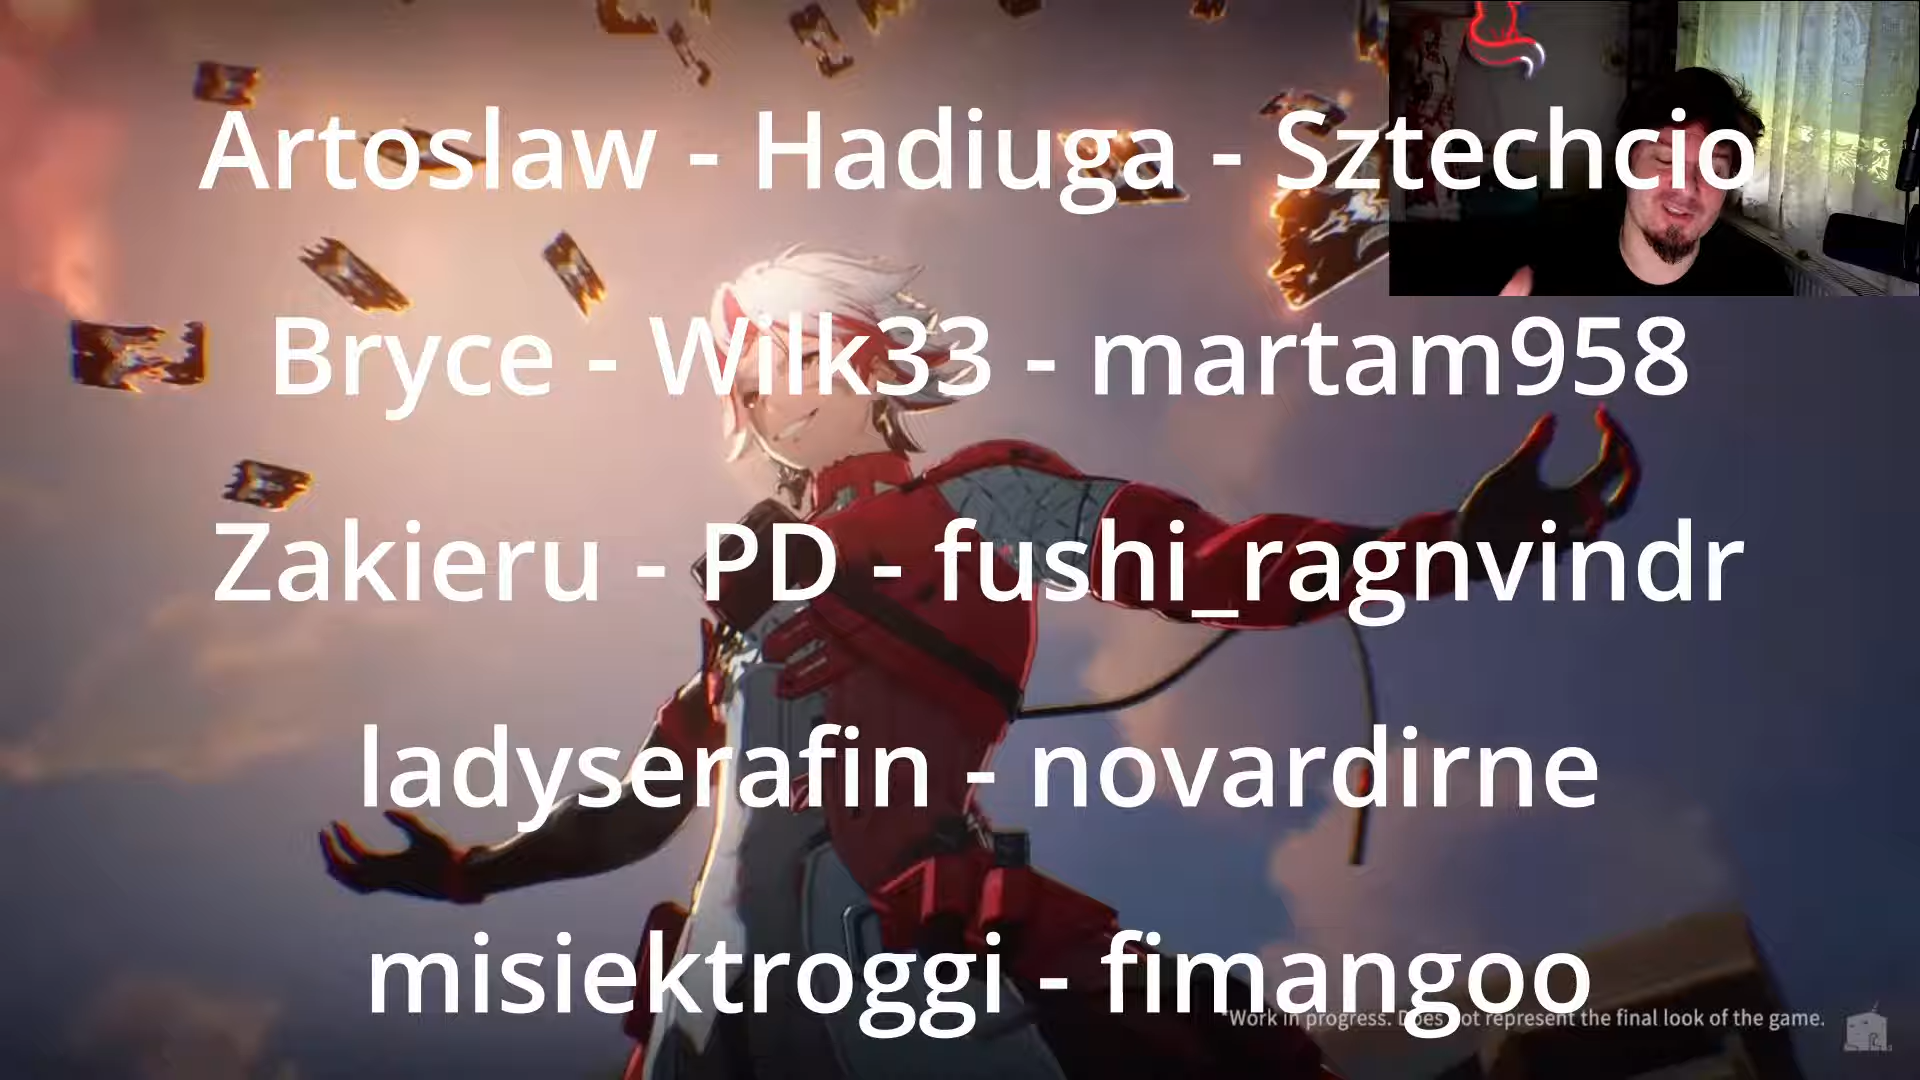 Artoslaw - Hadiuga - Sztechcio
Bryce - Wilk33 - martam958
Zakieru - PD - fushi_ragnvindr
ladyserafin - novardirne
misiektroggi - fimangoo
*Work in progress. Does not represent the final look of the game.